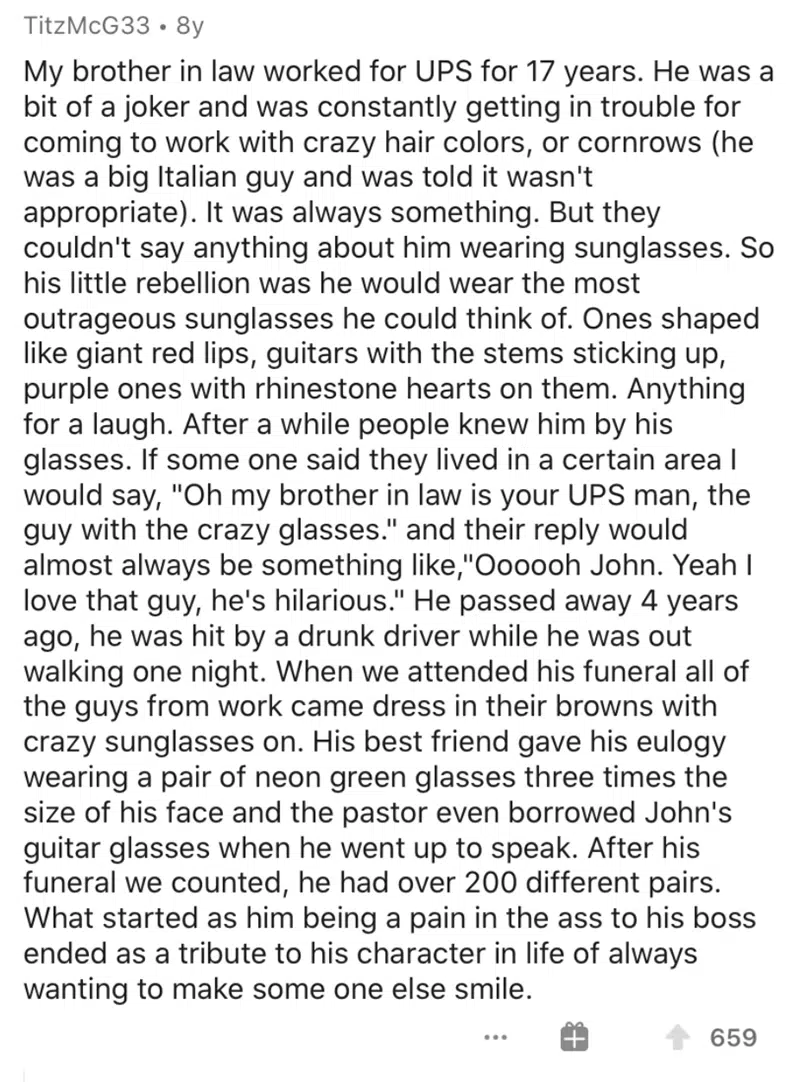 TitzMcG33 • 8y
My brother in law worked for UPS for 17 years. He was a
bit of a joker and was constantly getting in trouble for
coming to work with crazy hair colors, or cornrows (he
was a big Italian guy and was told it wasn't
appropriate). It was always something. But they
couldn't say anything about him wearing sunglasses. So
his little rebellion was he would wear the most
outrageous sunglasses he could think of. Ones shaped
like giant red lips, guitars with the stems sticking up,
purple ones with rhinestone hearts on them. Anything
for a laugh. After a while people knew him by his
glasses. If some one said they lived in a certain area I
would say, "Oh my brother in law is your UPS man, the
guy with the crazy glasses." and their reply would
almost always be something like,"Oooooh John. Yeah I
love that guy, he's hilarious." He passed away 4 years
ago, he was hit by a drunk driver while he was out
walking one night. When we attended his funeral all of
the guys from work came dress in their browns with
crazy sunglasses on. His best friend gave his eulogy
wearing a pair of neon green glasses three times the
size of his face and the pastor even borrowed John's
guitar glasses when he went up to speak. After his
funeral we counted, he had over 200 different pairs.
What started as him being a pain in the ass to his boss
ended as a tribute to his character in life of always
wanting to make some one else smile.
659